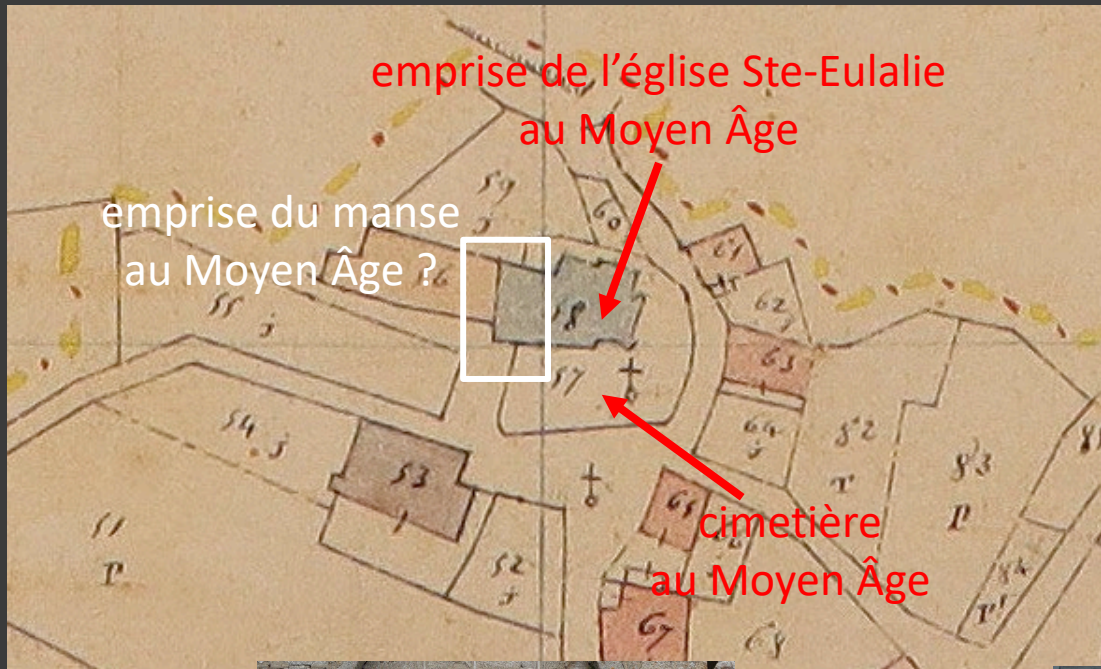 emprise de l'église Ste-Eulalie
au Moyen Âge
59
j
60
emprise du manse
au Moyen Âge ?
61
56
62
55 j
58
63
57
54 j
64
j
82
T
53
83
P
51
T
65
cimetière
52
j
au Moyen Âge
84
67
68